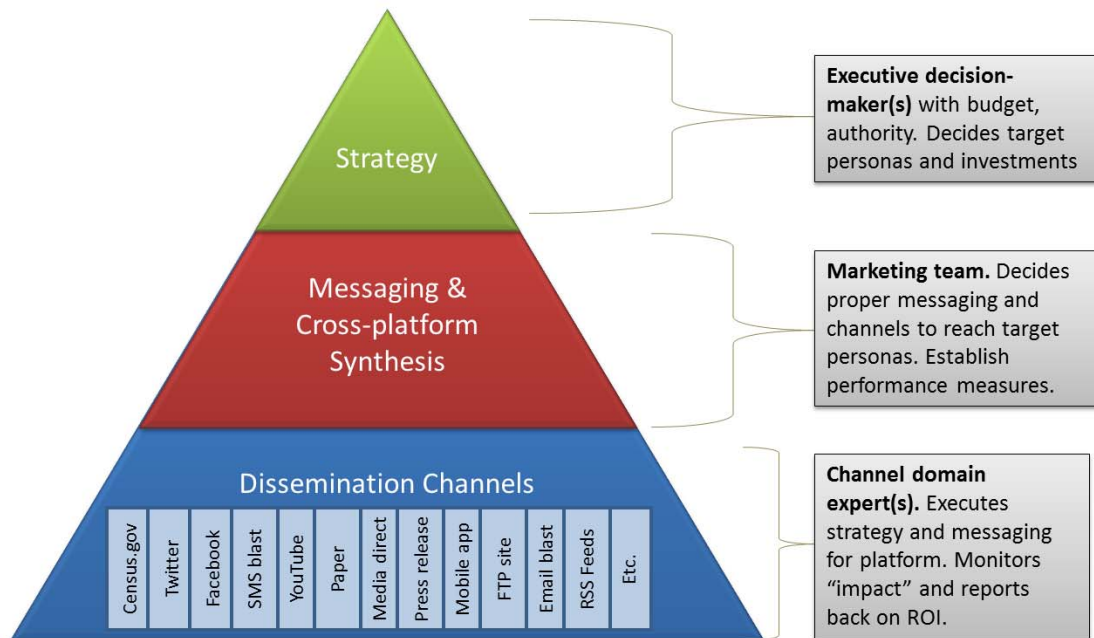 Strategy
Executive decision-
maker(s) with budget,
authority. Decides target
personas and investments
Messaging &
Cross-platform
Synthesis
Marketing team. Decides
proper messaging and
channels to reach target
personas. Establish
performance measures.
Dissemination Channels
Census.gov
Twitter
Facebook
SMS blast
YouTube
Paper
Media direct
Press release
Mobile app
FTP site
Email blast
RSS Feeds
Etc.
Channel domain
expert(s). Executes
strategy and messaging
for platform. Monitors
“impact” and reports
back on ROI.